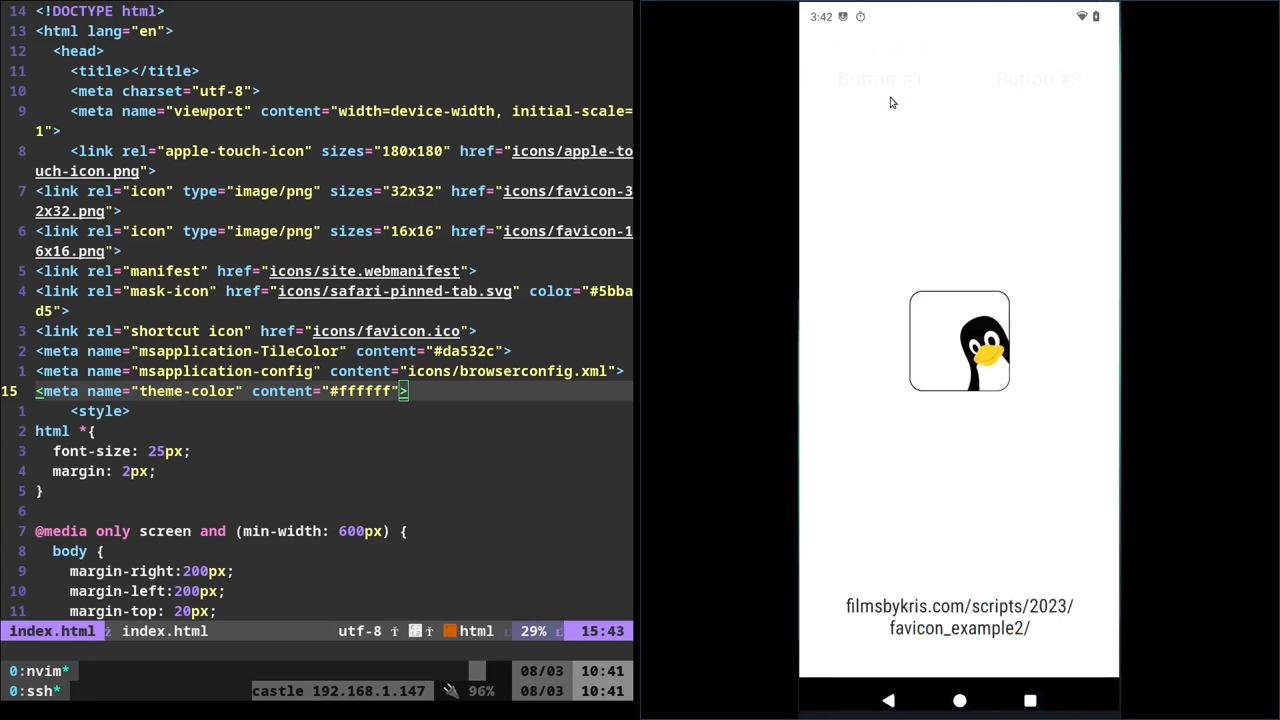 14 <!DOCTYPE html>
13 <html lang="en">
12 <head>
11 <title></title>
10 <meta charset="utf-8">
9 <meta name="viewport" content="width=device-width, initial-scale=
1">
8 <link rel="apple-touch-icon" sizes="180x180" href="icons/apple-to
uch-icon.png">
7 <link rel="icon" type="image/png" sizes="32x32" href="icons/favicon-3
2x32.png">
6 <link rel="icon" type="image/png" sizes="16x16" href="icons/favicon-1
6x16.png">
5 <link rel="manifest" href="icons/site.webmanifest">
4 <link rel="mask-icon" href="icons/safari-pinned-tab.svg" color="#5bba
d5">
3 <link rel="shortcut icon" href="icons/favicon.ico">
2 <meta name="msapplication-TileColor" content="#da532c">
1 <meta name="msapplication-config" content="icons/browserconfig.xml">
15 <meta name="theme-color" content="#ffffff">
1 <style>
2 html *{
3 font-size: 25px;
4 margin: 2px;
5 }
6
7 @media only screen and (min-width: 600px) {
8 body {
9 margin-right:200px;
10 margin-left:200px;
11 margin-top: 20px;
index.html index.html utf-8 html 29% 15:43
0:nvim* 08/03 10:41
0:ssh* castle 192.168.1.147 96% 08/03 10:41
3:42
Button #1 Button #2
filmsbykris.com/scripts/2023/
favicon_example2/